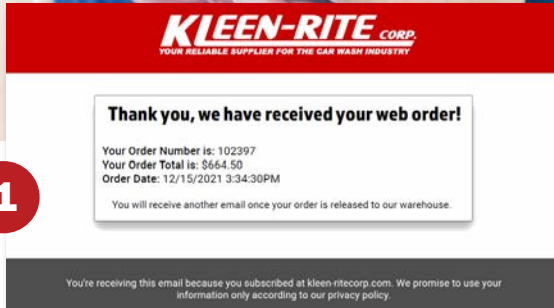 KLEEN-RITE CORP.
YOUR RELIABLE SUPPLIER FOR THE CAR WASH INDUSTRY
Thank you, we have received your web order!
Your Order Number is: 102397
Your Order Total is: $664.50
Order Date: 12/15/2021 3:34:30PM
You will receive another email once your order is released to our warehouse.
1
You're receiving this email because you subscribed at kleen-ritecorp.com. We promise to use your
information only according to our privacy policy.